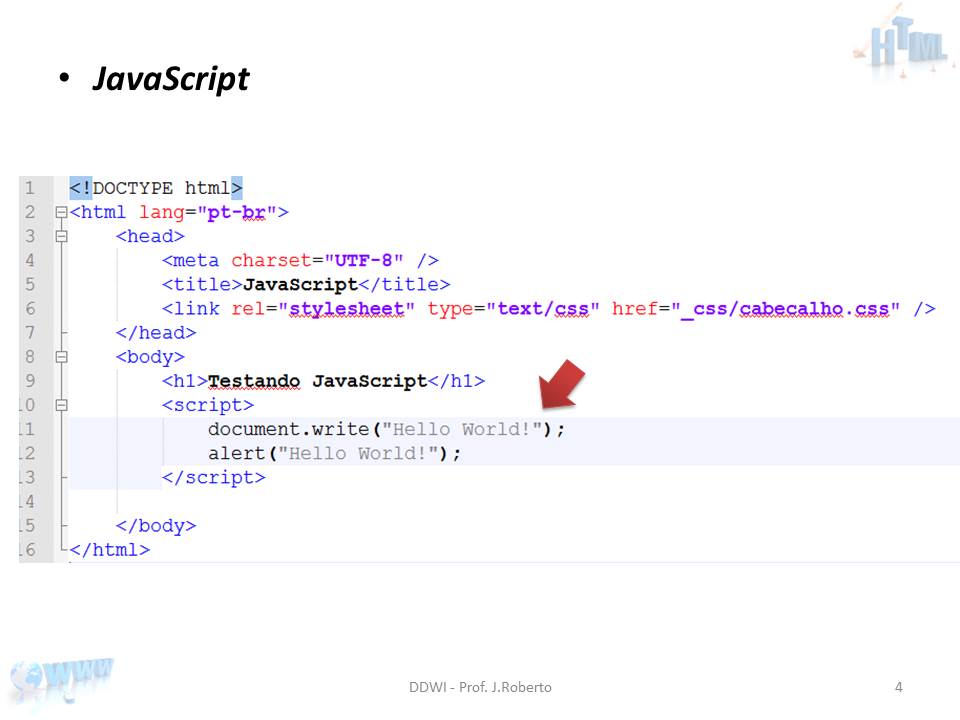 HTML
• JavaScript
1 <!DOCTYPE html>
2 <html lang="pt-br">
3 <head>
4 <meta charset="UTF-8" />
5 <title>JavaScript</title>
6 <link rel="stylesheet" type="text/css" href="_css/cabecalho.css" />
7 </head>
8 <body>
9 <h1>Testando JavaScript</h1>
10 <script>
11 document.write("Hello World!");
12 alert("Hello World!");
13 </script>
14
15 </body>
16 </html>
WWW
DDWI - Prof. J.Roberto
4